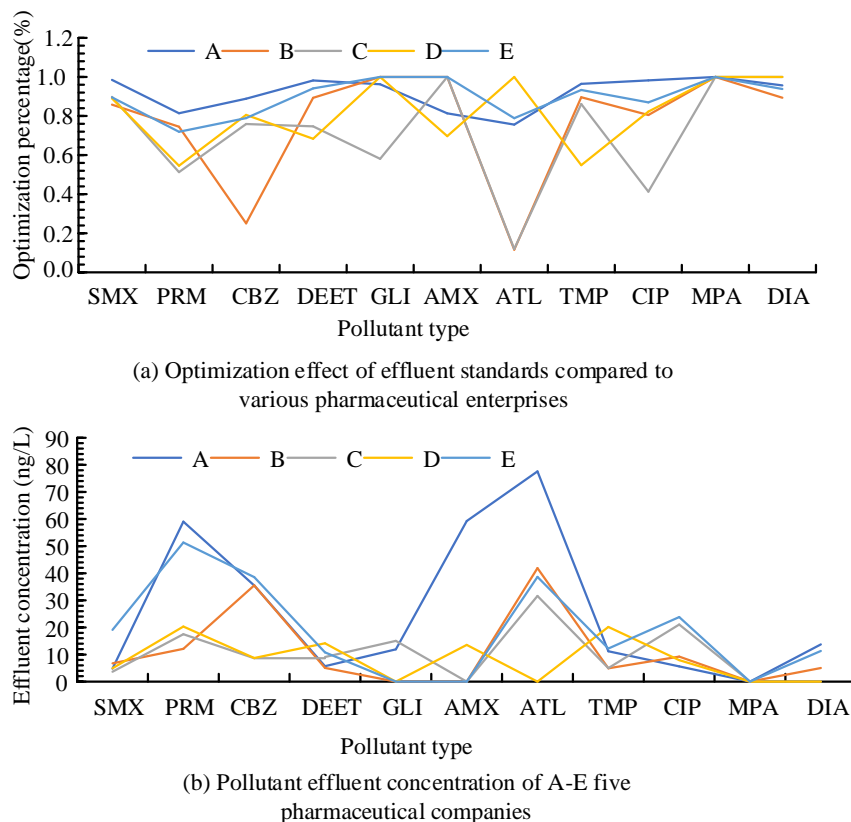 Optimization percentage(%)
1.2
1.0
0.8
0.6
0.4
0.2
0.0
A B C D E
SMX PRM CBZ DEET GLI AMX ATL TMP CIP MPA DIA
Pollutant type
(a) Optimization effect of effluent standards compared to
various pharmaceutical enterprises
Effluent concentration (ng/L)
90
80
70
60
50
40
30
20
10
0
A B C D E
SMX PRM CBZ DEET GLI AMX ATL TMP CIP MPA DIA
Pollutant type
(b) Pollutant effluent concentration of A-E five
pharmaceutical companies